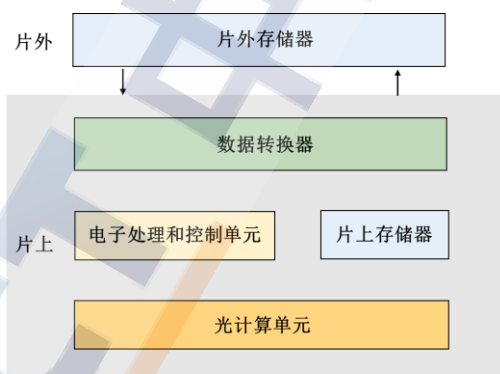 片外
片外存储器
数据转换器
片上
电子处理和控制单元
片上存储器
光计算单元